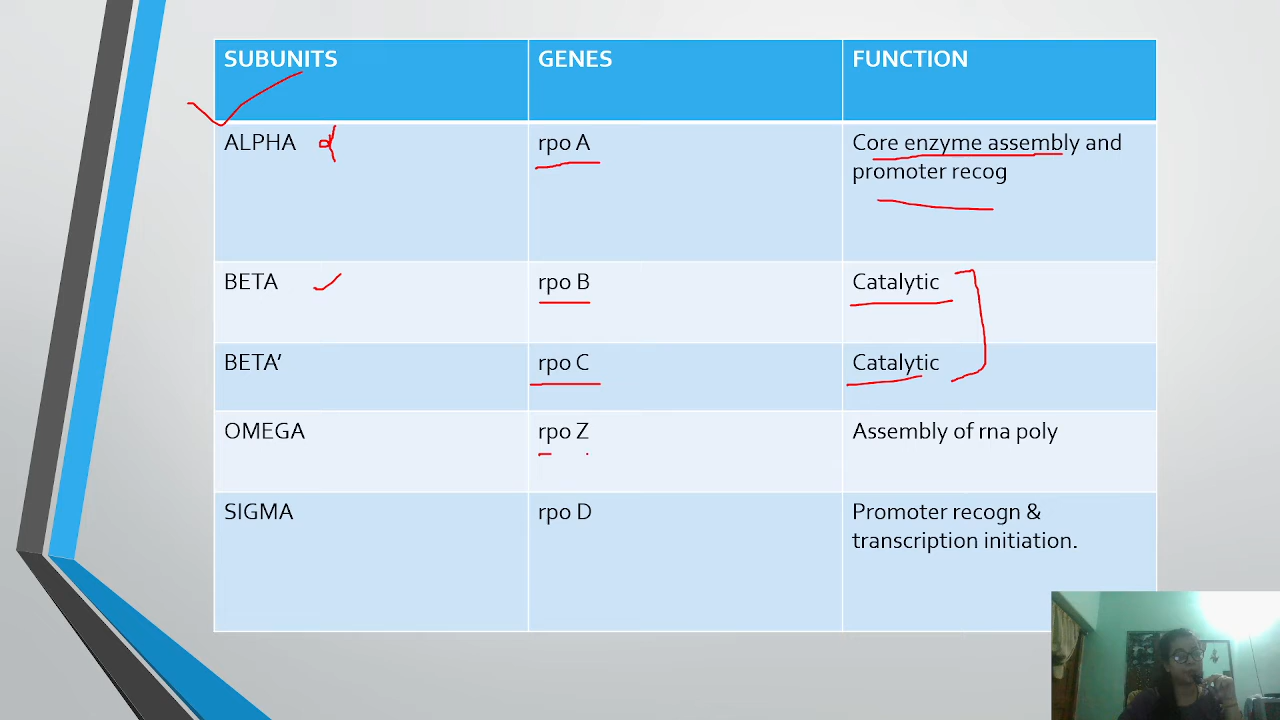 SUBUNITS GENES FUNCTION
ALPHA α rpo A Core enzyme assembly and
promoter recog
BETA rpo B Catalytic
BETA′ rpo C Catalytic
OMEGA rpo Z Assembly of rna poly
SIGMA rpo D Promoter recogn &
transcription initiation.